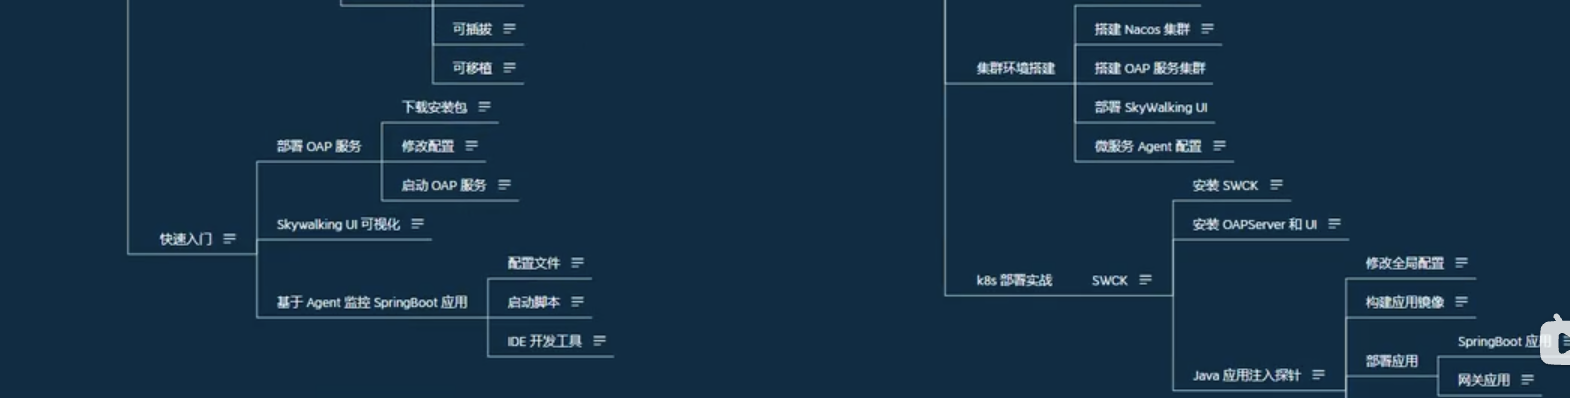 可插拔
可移植
下载安装包
部署 OAP 服务
修改配置
启动 OAP 服务
Skywalking UI 可视化
快速入门
配置文件
基于 Agent 监控 SpringBoot 应用
启动脚本
IDE 开发工具
搭建 Nacos 集群
集群环境搭建
搭建 OAP 服务集群
部署 SkyWalking UI
微服务 Agent 配置
安装 SWCK
安装 OAPServer 和 UI
k8s 部署实战
SWCK
修改全局配置
构建应用镜像
SpringBoot 应用
部署应用
Java 应用注入探针
网关应用